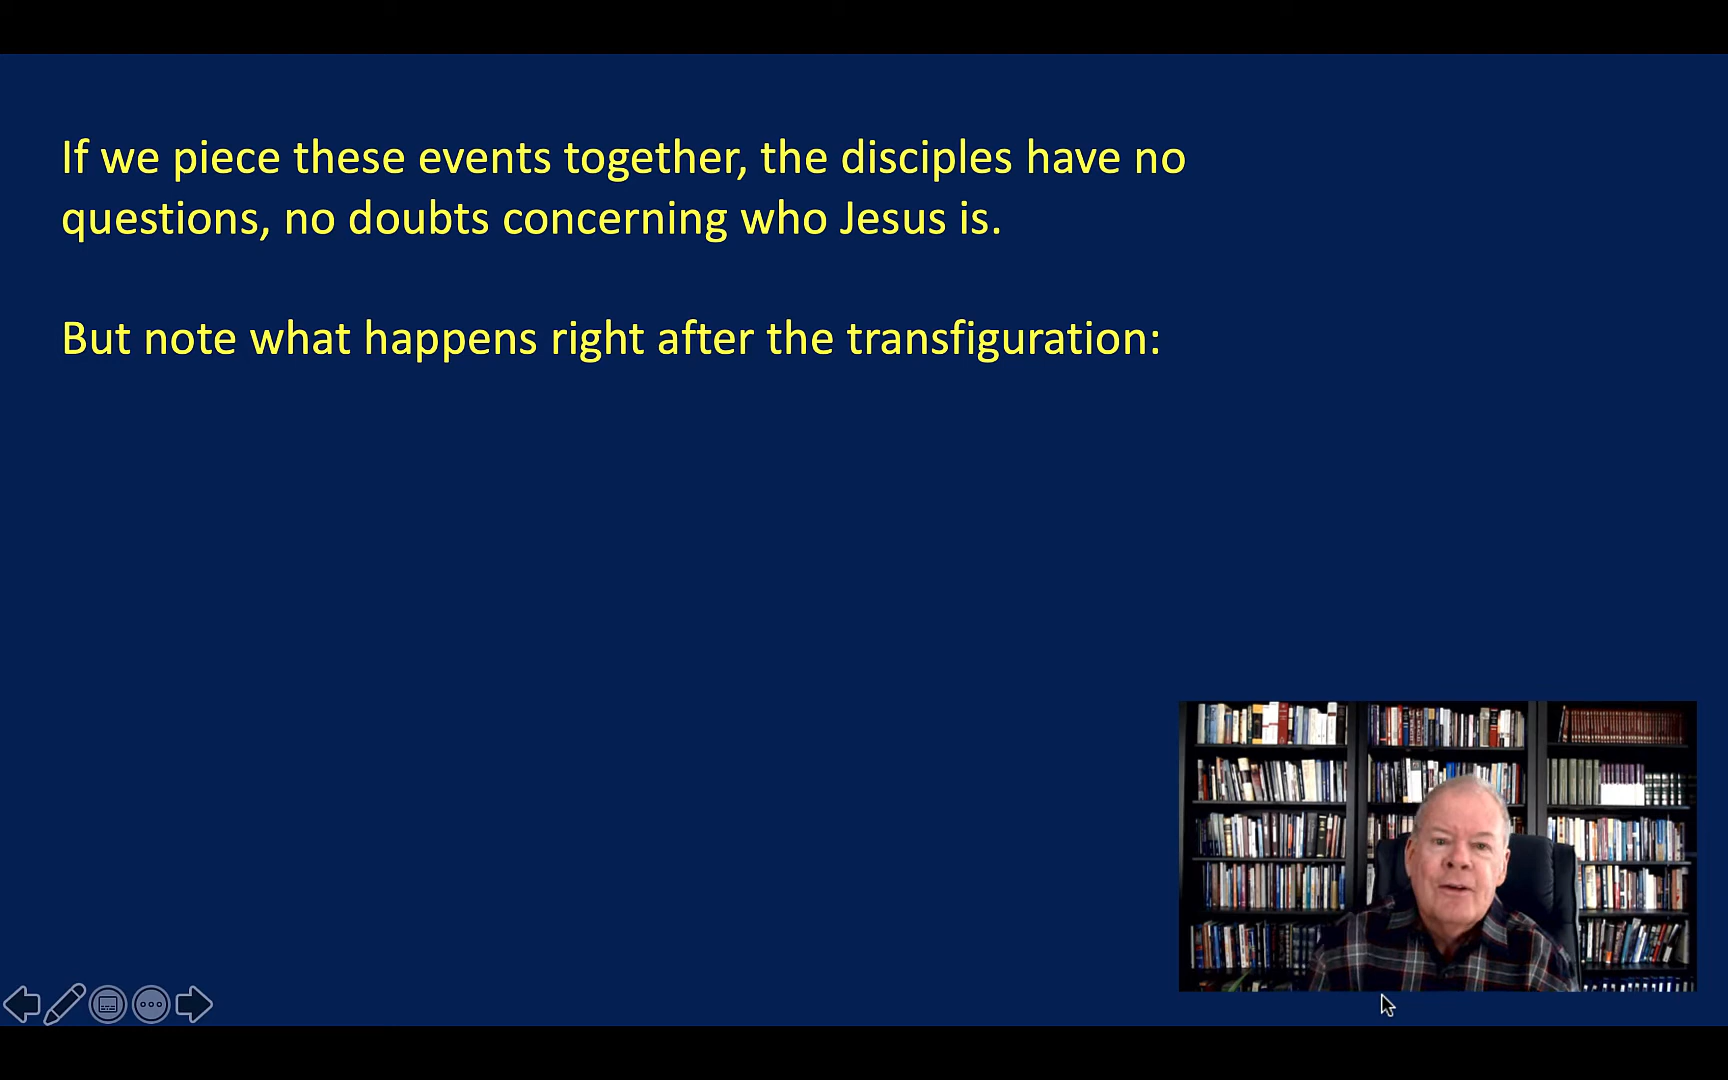 If we piece these events together, the disciples have no
questions, no doubts concerning who Jesus is.
But note what happens right after the transfiguration: